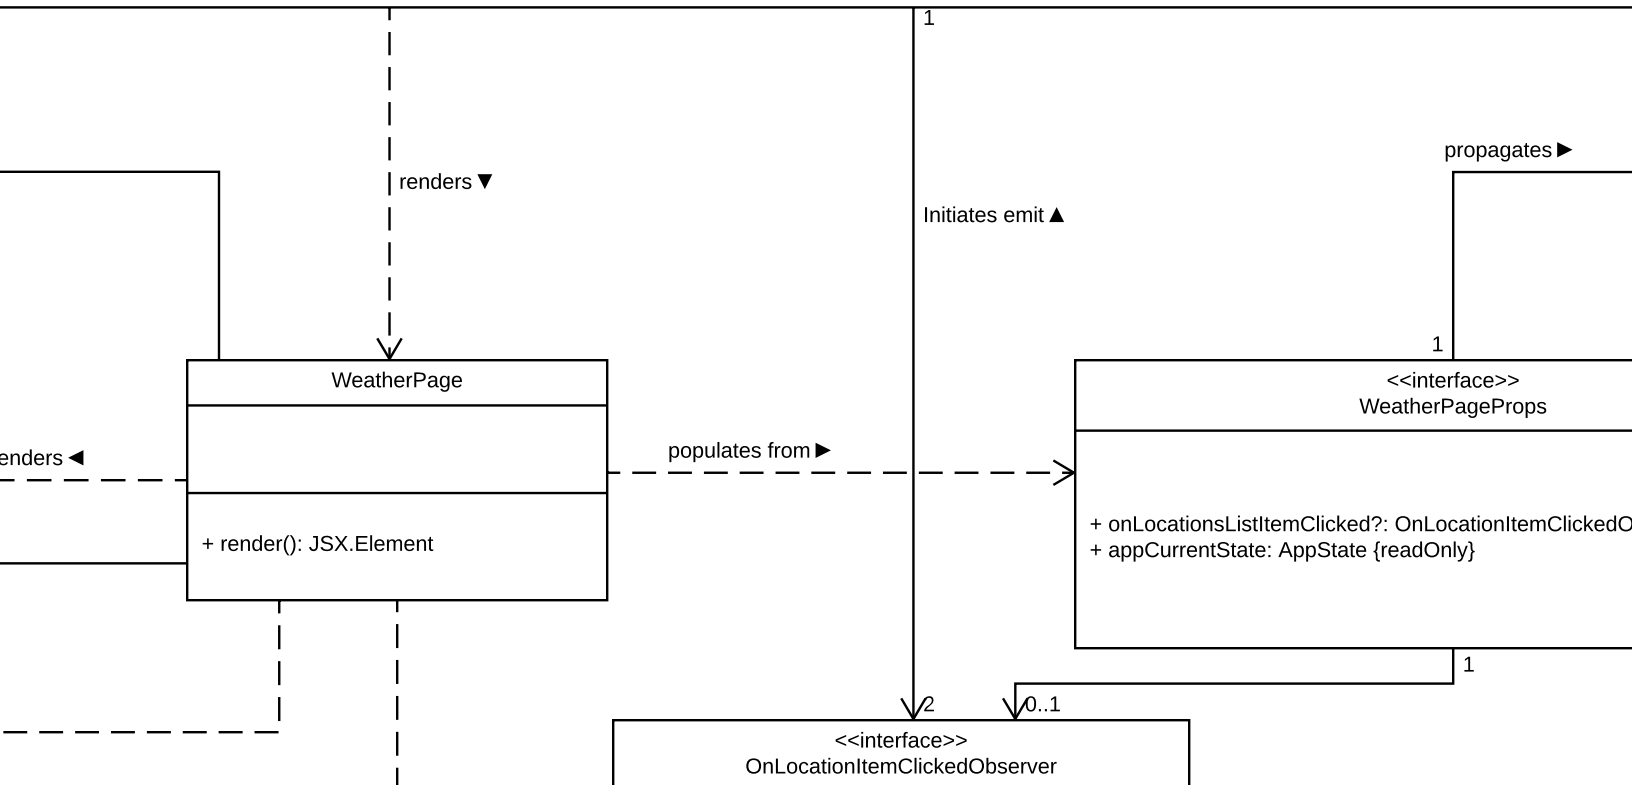 1
propagates ▶
renders ▼
Initiates emit ▲
1
WeatherPage
<<interface>>
WeatherPageProps
enders ◀
populates from ▶
+ onLocationsListItemClicked?: OnLocationItemClickedO
+ appCurrentState: AppState {readOnly}
+ render(): JSX.Element
1
2
0..1
<<interface>>
OnLocationItemClickedObserver